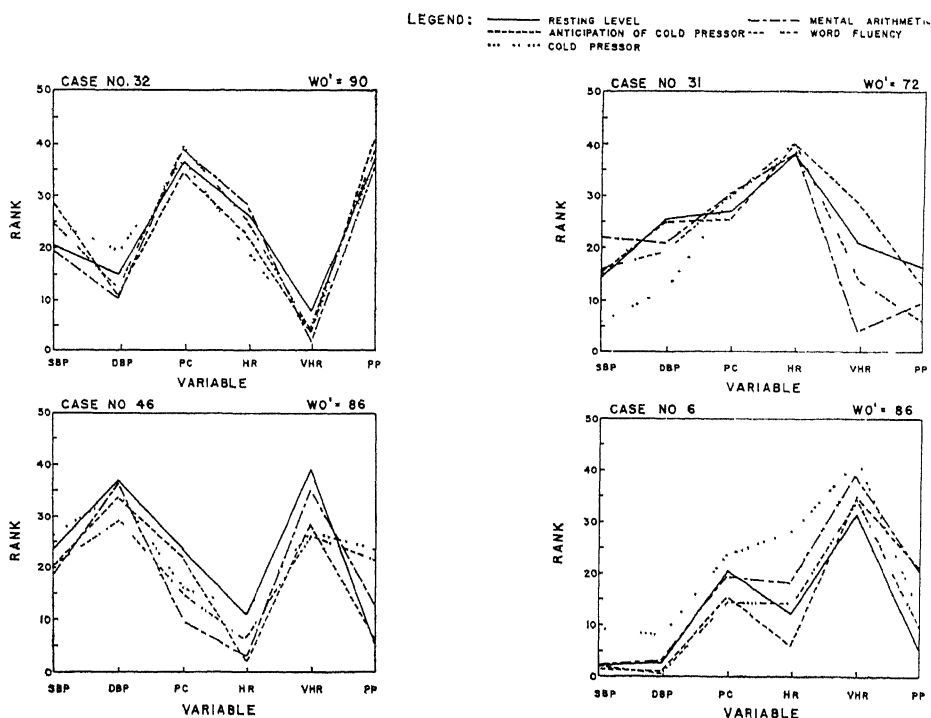 LEGEND: RESTING LEVEL MENTAL ARITHMETIC
ANTICIPATION OF COLD PRESSOR WORD FLUENCY
COLD PRESSOR
CASE NO. 32 WO' = 90
50
40
30
20
10
0
RANK
SBP DBP PC HR VHR PP
VARIABLE
CASE NO 31 WO' = 72
50
40
30
20
10
0
RANK
SBP DBP PC HR VHR PP
VARIABLE
CASE NO 46 WO' = 86
50
40
30
20
10
0
RANK
SBP DBP PC HR VHR PP
VARIABLE
CASE NO 6 WO' = 86
50
40
30
20
10
0
RANK
SBP DBP PC HR VHR PP
VARIABLE